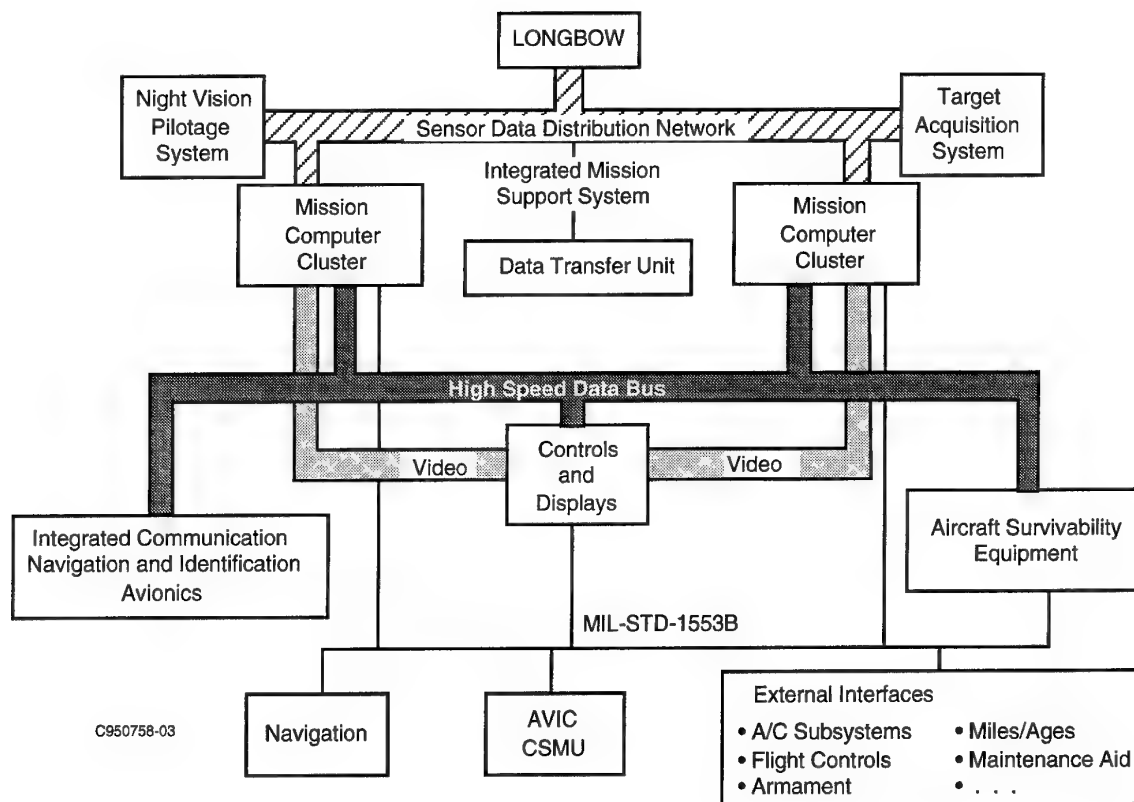 LONGBOW
Night Vision
Pilotage
System
Sensor Data Distribution Network
Target
Acquisition
System
Integrated Mission
Support System
Mission
Computer
Cluster
Data Transfer Unit
Mission
Computer
Cluster
High Speed Data Bus
Video
Controls
and
Displays
Video
Integrated Communication
Navigation and Identification
Avionics
Aircraft Survivability
Equipment
MIL-STD-1553B
C950758-03
Navigation
AVIC
CSMU
External Interfaces
• A/C Subsystems
• Flight Controls
• Armament
• Miles/Ages
• Maintenance Aid
• . . .